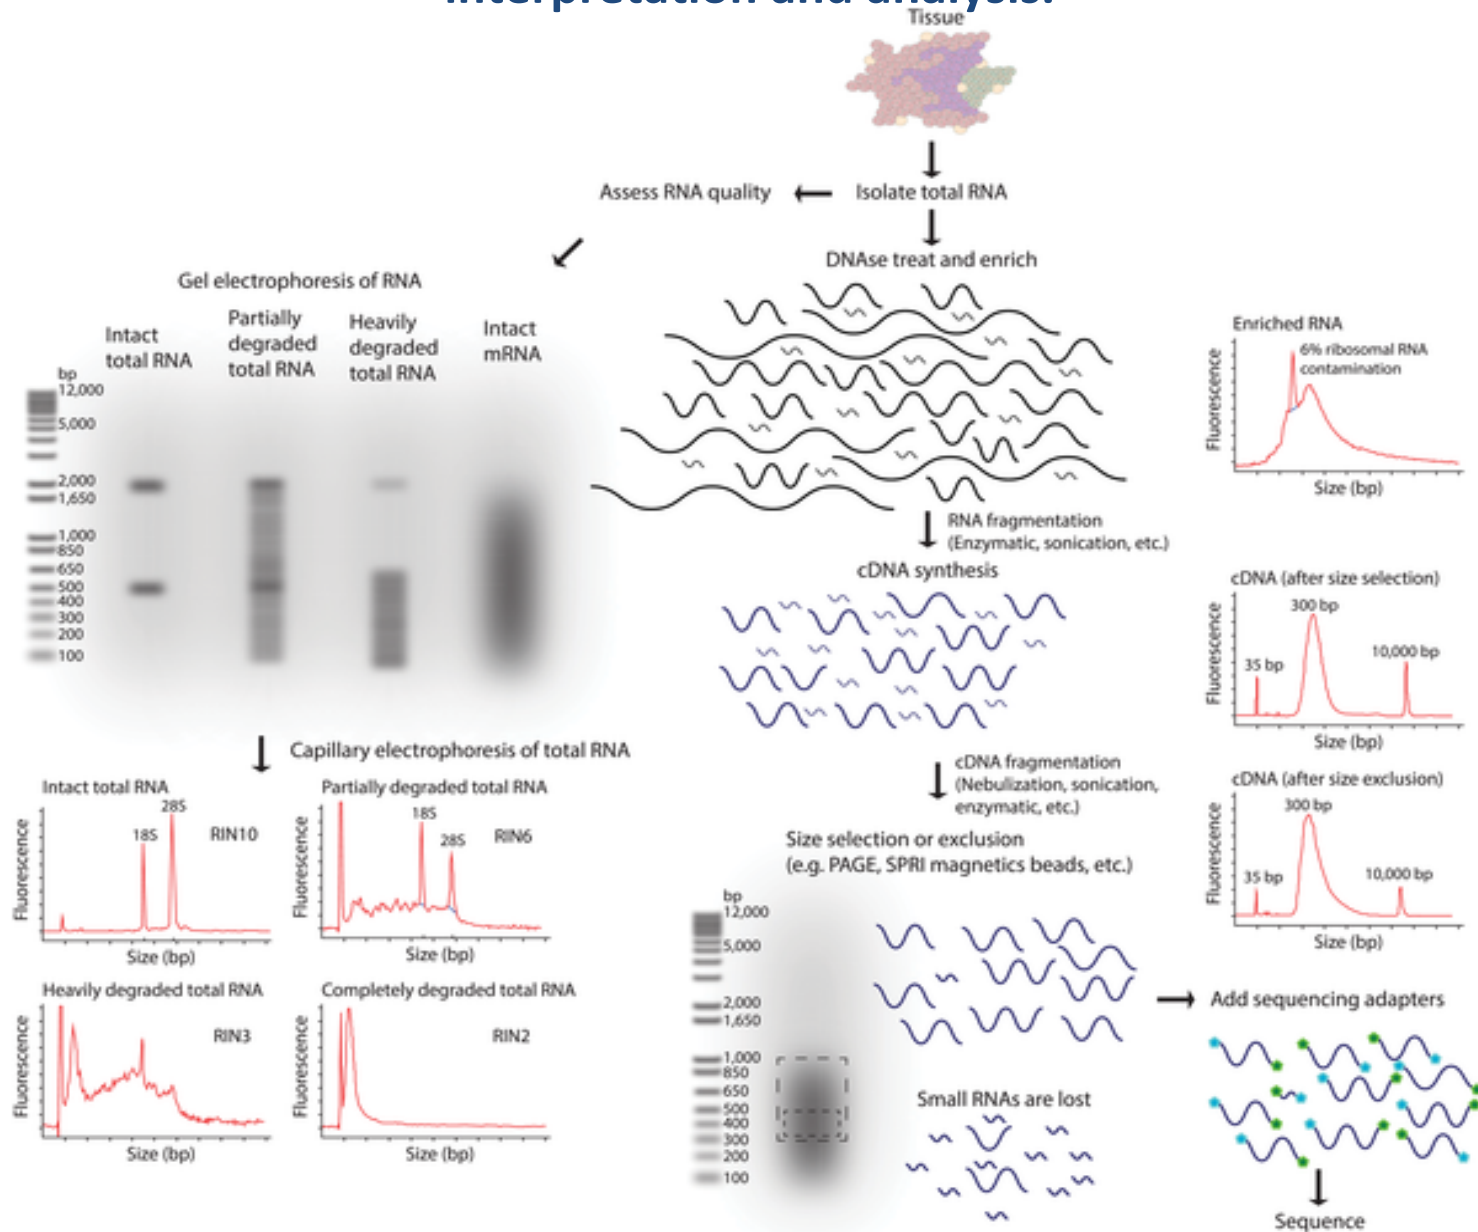 interpretation and analysis.
Tissue
Assess RNA quality
Isolate total RNA
DNAse treat and enrich
Gel electrophoresis of RNA
Intact
total RNA
Partially
degraded
total RNA
Heavily
degraded
total RNA
Intact
mRNA
bp
12,000
5,000
2,000
1,650
1,000
850
650
500
400
300
200
100
Enriched RNA
6% ribosomal RNA
contamination
Fluorescence
Size (bp)
RNA fragmentation
(Enzymatic, sonication, etc.)
cDNA synthesis
cDNA (after size selection)
300 bp
35 bp
10,000 bp
Fluorescence
Size (bp)
cDNA fragmentation
(Nebulization, sonication,
enzymatic, etc.)
cDNA (after size exclusion)
300 bp
35 bp
10,000 bp
Fluorescence
Size (bp)
Capillary electrophoresis of total RNA
Intact total RNA
28S
18S
RIN10
Fluorescence
Size (bp)
Partially degraded total RNA
18S
28S
RIN6
Fluorescence
Size (bp)
Heavily degraded total RNA
RIN3
Fluorescence
Size (bp)
Completely degraded total RNA
RIN2
Fluorescence
Size (bp)
Size selection or exclusion
(e.g. PAGE, SPRI magnetics beads, etc.)
bp
12,000
5,000
2,000
1,650
1,000
850
650
500
400
300
200
100
Small RNAs are lost
Add sequencing adapters
Sequence